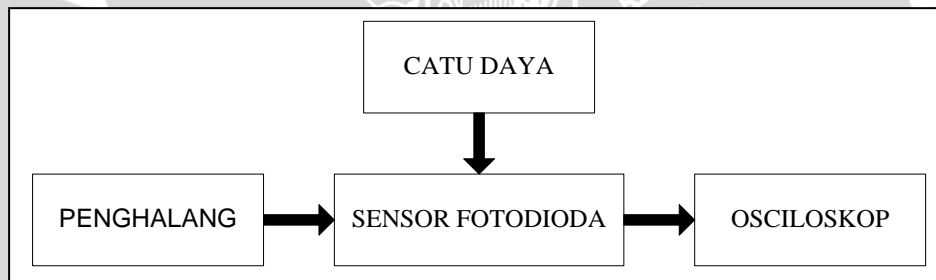 CATU DAYA
PENGHALANG
SENSOR FOTODIODA
OSCILOSKOP